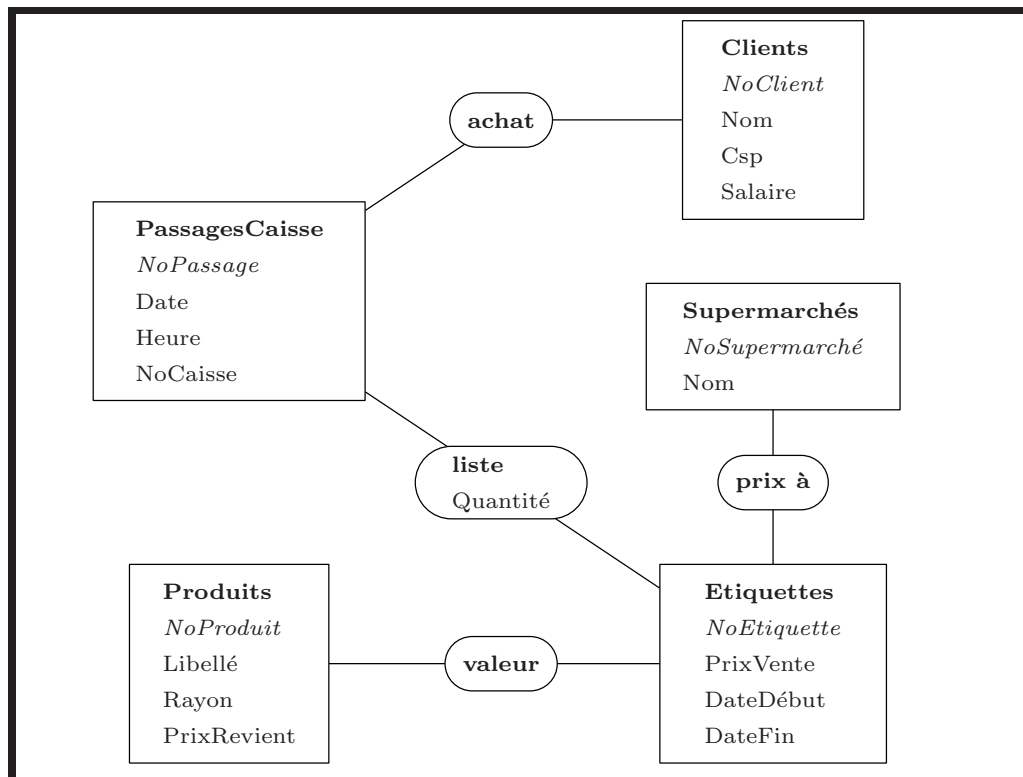 Clients
NoClient
Nom
Csp
Salaire
achat
PassagesCaisse
NoPassage
Date
Heure
NoCaisse
Supermarchés
NoSupermarché
Nom
liste
Quantité
prix à
Produits
NoProduit
Libellé
Rayon
PrixRevient
valeur
Etiquettes
NoEtiquette
PrixVente
DateDébut
DateFin